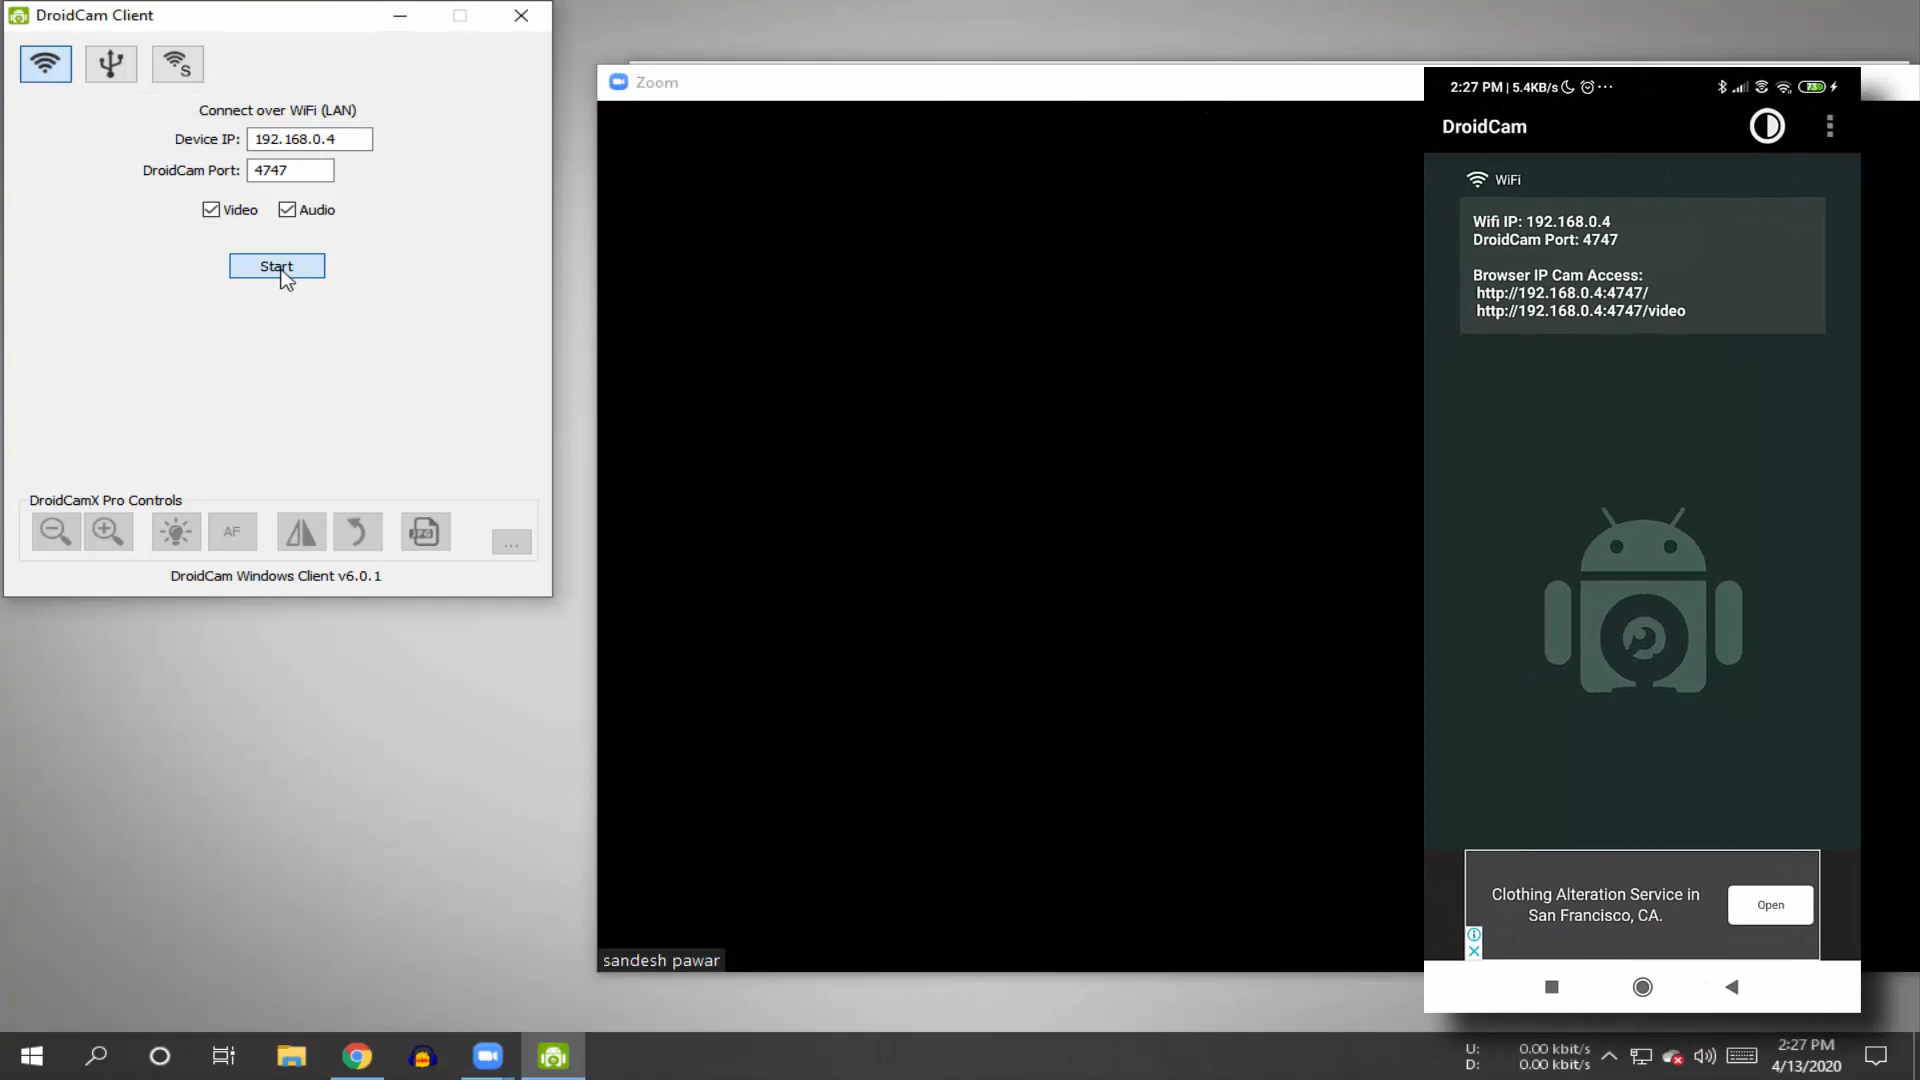 DroidCam Client
S
Connect over WiFi (LAN)
Device IP: 192.168.0.4
DroidCam Port: 4747
Video Audio
Start
DroidCamX Pro Controls
AF
JPG
...
DroidCam Windows Client v6.0.1
Zoom
sandesh pawar
2:27 PM | 5.4KB/s ...
73
DroidCam
WiFi
Wifi IP: 192.168.0.4
DroidCam Port: 4747
Browser IP Cam Access:
http://192.168.0.4:4747/
http://192.168.0.4:4747/video
Clothing Alteration Service in
San Francisco, CA.
Open
U: 0.00 kbit/s
D: 0.00 kbit/s
2:27 PM
4/13/2020